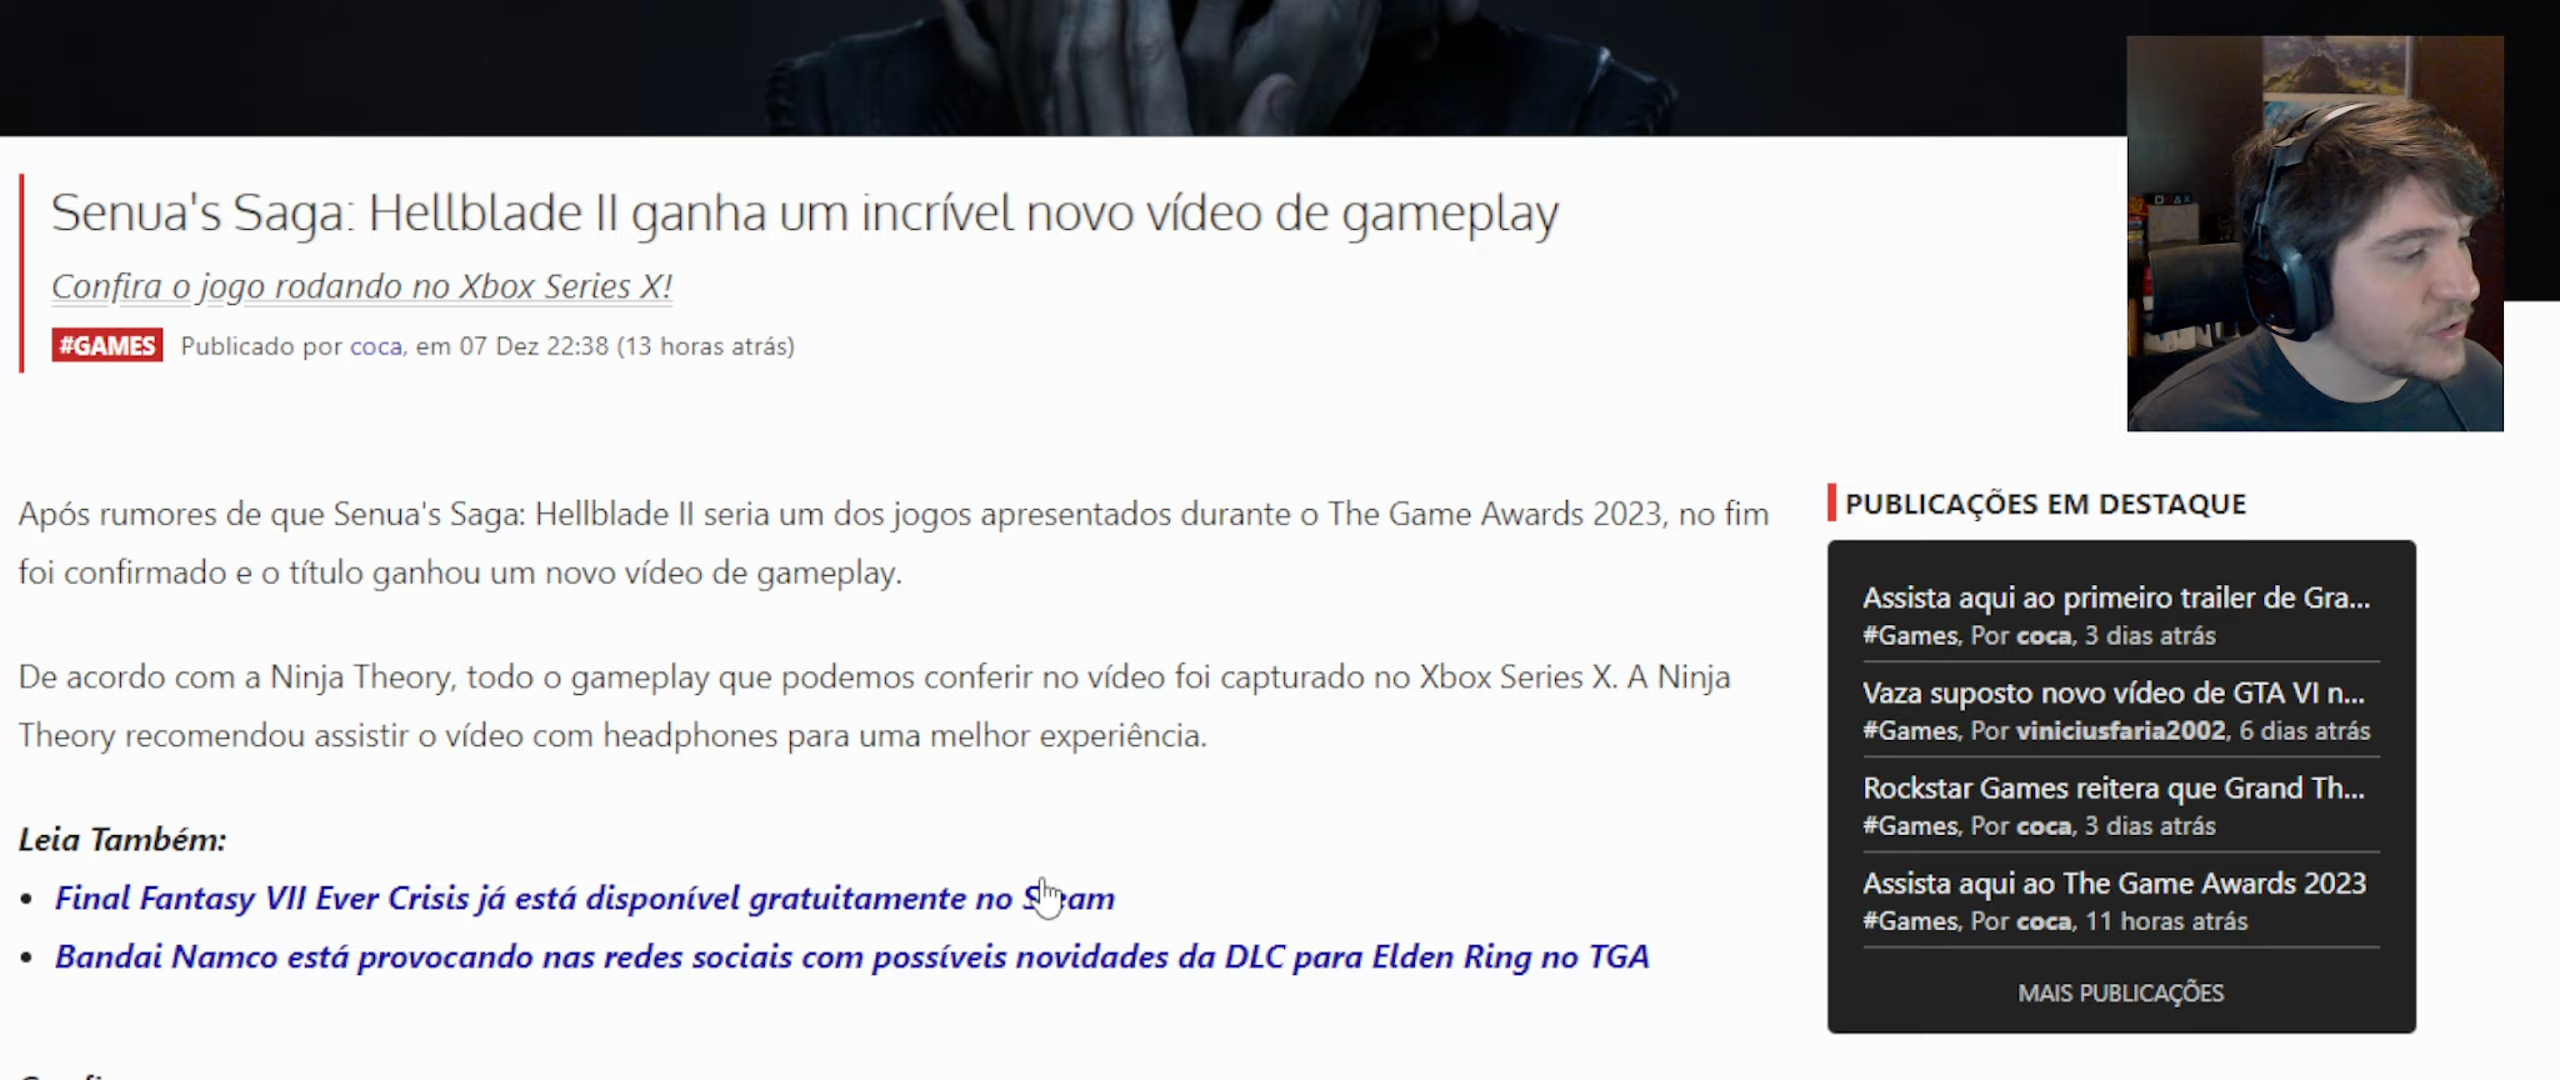 Senua's Saga: Hellblade II ganha um incrível novo vídeo de gameplay
Confira o jogo rodando no Xbox Series X!
#GAMES Publicado por coca, em 07 Dez 22:38 (13 horas atrás)
Após rumores de que Senua's Saga: Hellblade II seria um dos jogos apresentados durante o The Game Awards 2023, no fim
foi confirmado e o título ganhou um novo vídeo de gameplay.
De acordo com a Ninja Theory, todo o gameplay que podemos conferir no vídeo foi capturado no Xbox Series X. A Ninja
Theory recomendou assistir o vídeo com headphones para uma melhor experiência.
Leia Também:
• Final Fantasy VII Ever Crisis já está disponível gratuitamente no Steam
• Bandai Namco está provocando nas redes sociais com possíveis novidades da DLC para Elden Ring no TGA
PUBLICAÇÕES EM DESTAQUE
Assista aqui ao primeiro trailer de Gra...
#Games, Por coca, 3 dias atrás
Vaza suposto novo vídeo de GTA VI n...
#Games, Por viniciusfaria2002, 6 dias atrás
Rockstar Games reitera que Grand Th...
#Games, Por coca, 3 dias atrás
Assista aqui ao The Game Awards 2023
#Games, Por coca, 11 horas atrás
MAIS PUBLICAÇÕES